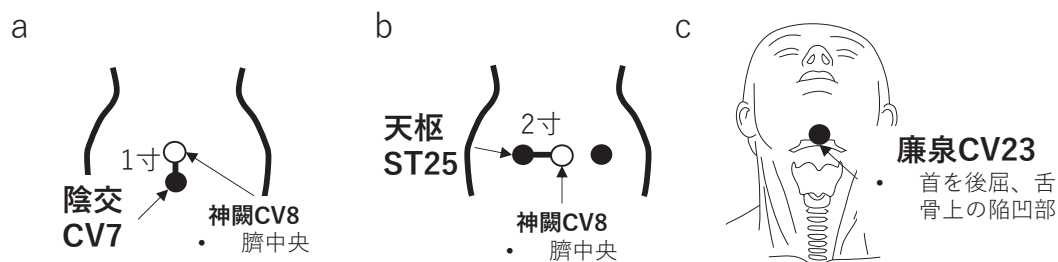 a
1寸
陰交
CV7
神闕CV8
• 臍中央
b
天枢
ST25
2寸
神闕CV8
• 臍中央
c
廉泉CV23
• 首を後屈、舌
骨上の陥凹部